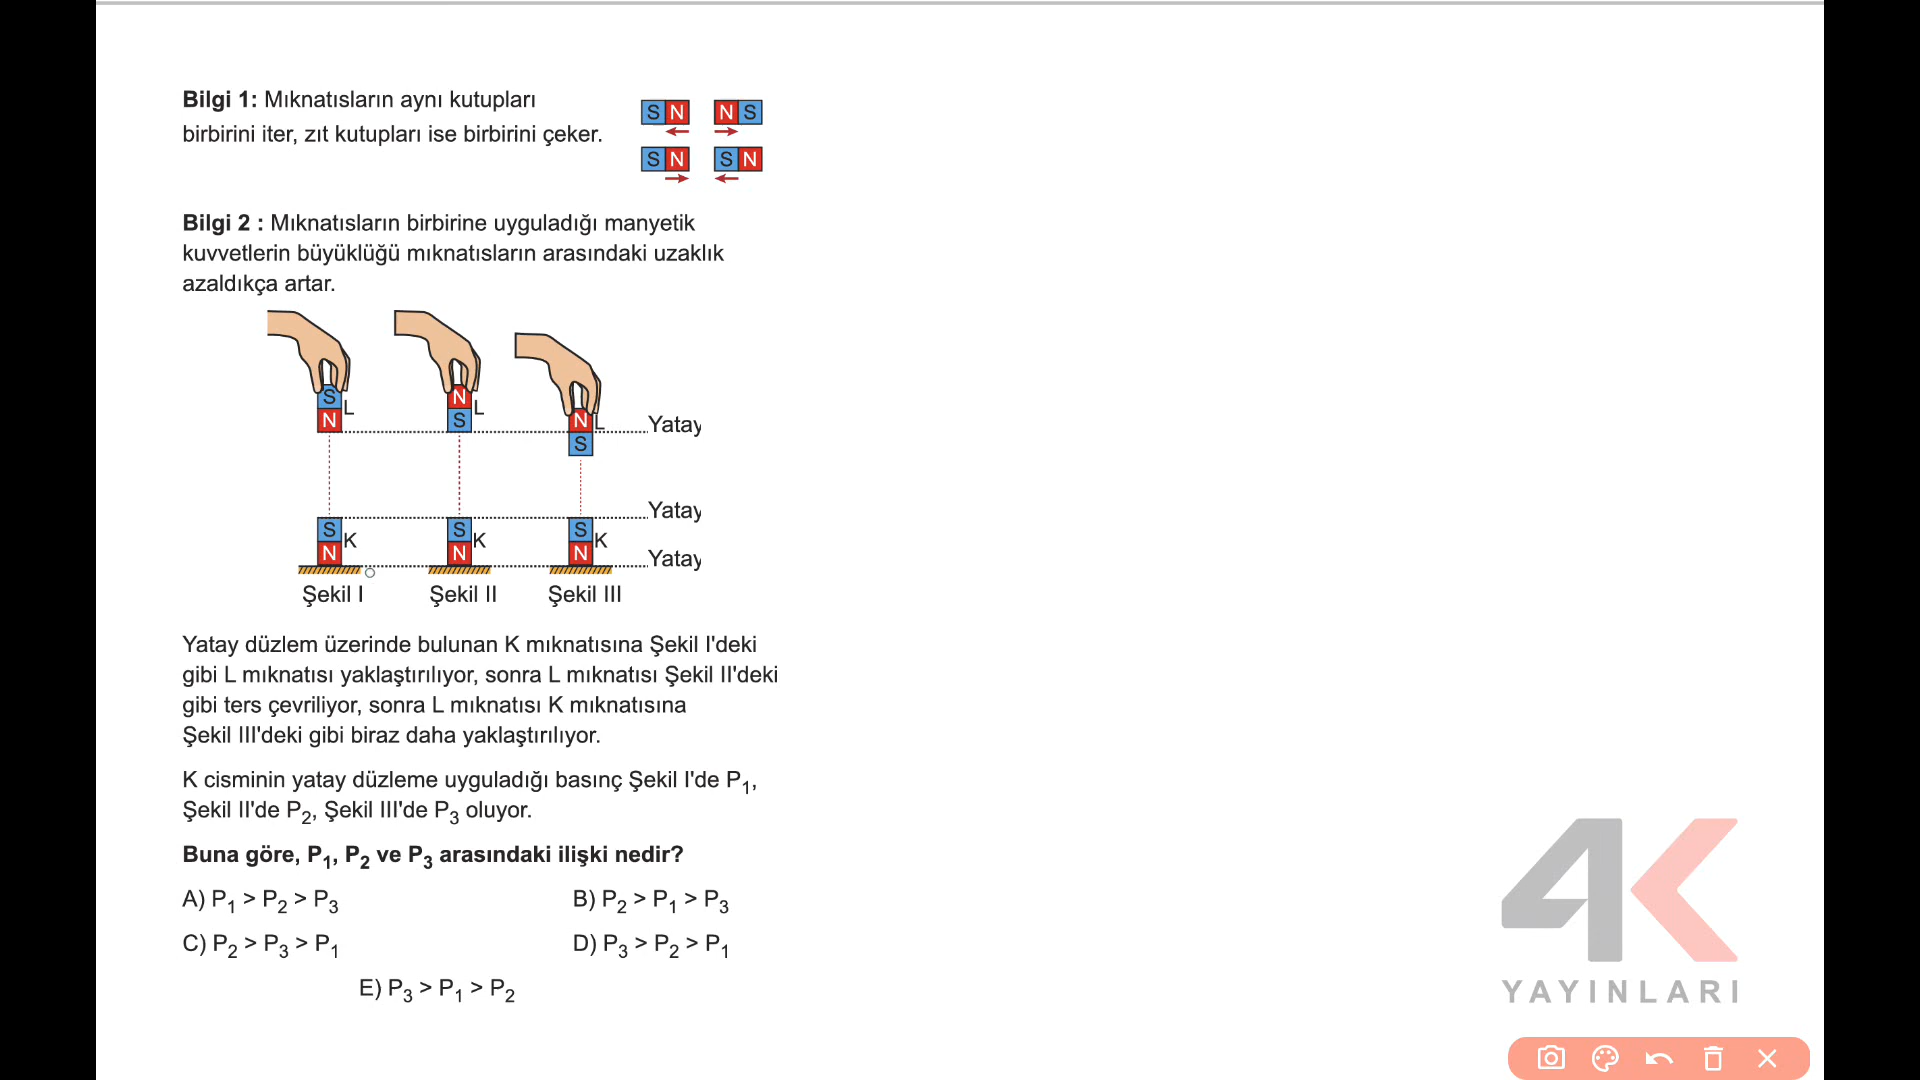 Bilgi 1: Mıknatısların aynı kutupları
birbirini iter, zıt kutupları ise birbirini çeker.
S N N S
S N S N
Bilgi 2 : Mıknatısların birbirine uyguladığı manyetik
kuvvetlerin büyüklüğü mıknatısların arasındaki uzaklık
azaldıkça artar.
S N L
N S L
N S L
Yatay
Yatay
S N K
S N K
S N K
Yatay
Şekil I Şekil II Şekil III
Yatay düzlem üzerinde bulunan K mıknatısına Şekil I'deki
gibi L mıknatısı yaklaştırılıyor, sonra L mıknatısı Şekil II'deki
gibi ters çevriliyor, sonra L mıknatısı K mıknatısına
Şekil III'deki gibi biraz daha yaklaştırılıyor.
K cisminin yatay düzleme uyguladığı basınç Şekil I'de P₁,
Şekil II'de P₂, Şekil III'de P₃ oluyor.
Buna göre, P₁, P₂ ve P₃ arasındaki ilişki nedir?
A) P₁ > P₂ > P₃ B) P₂ > P₁ > P₃
C) P₂ > P₃ > P₁ D) P₃ > P₂ > P₁
E) P₃ > P₁ > P₂
4K
YAYINLARI